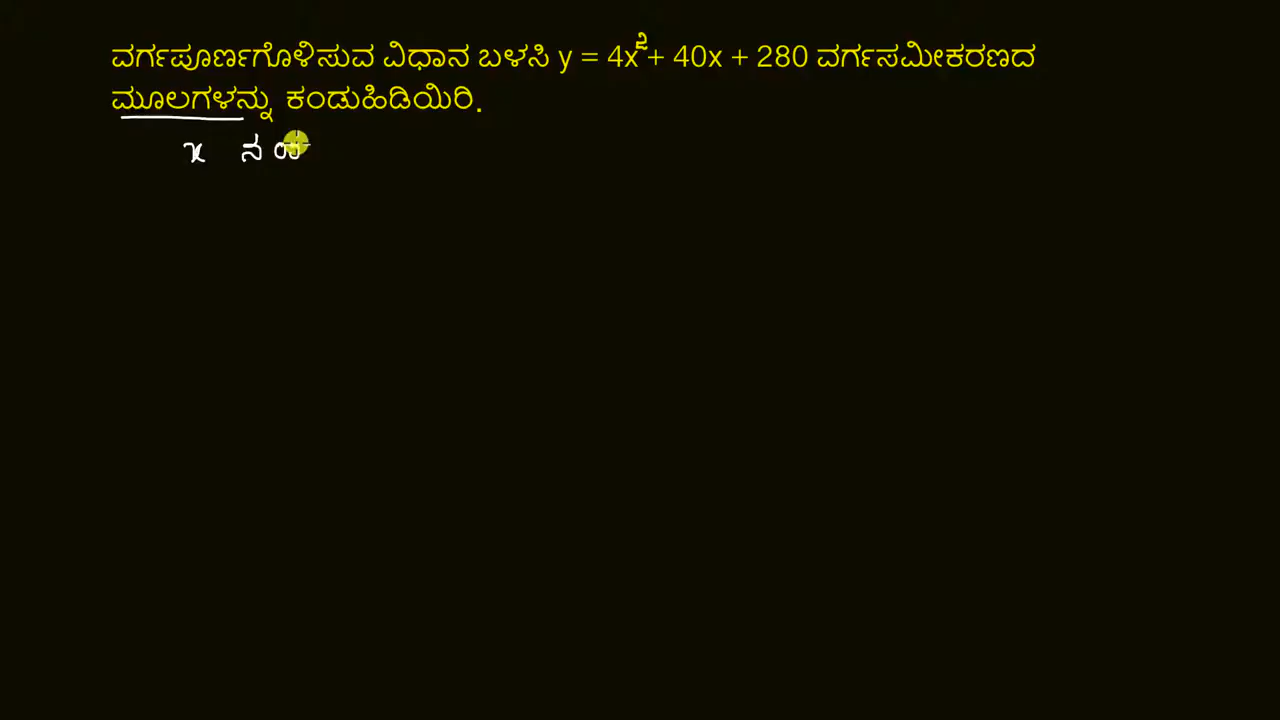 ವರ್ಗಪೂರ್ಣಗೊಳಿಸುವ ವಿಧಾನ ಬಳಸಿ y = 4x² + 40x + 280 ವರ್ಗಸಮೀಕರಣದ
ಮೂಲಗಳನ್ನು ಕಂಡುಹಿಡಿಯಿರಿ.
x ನ